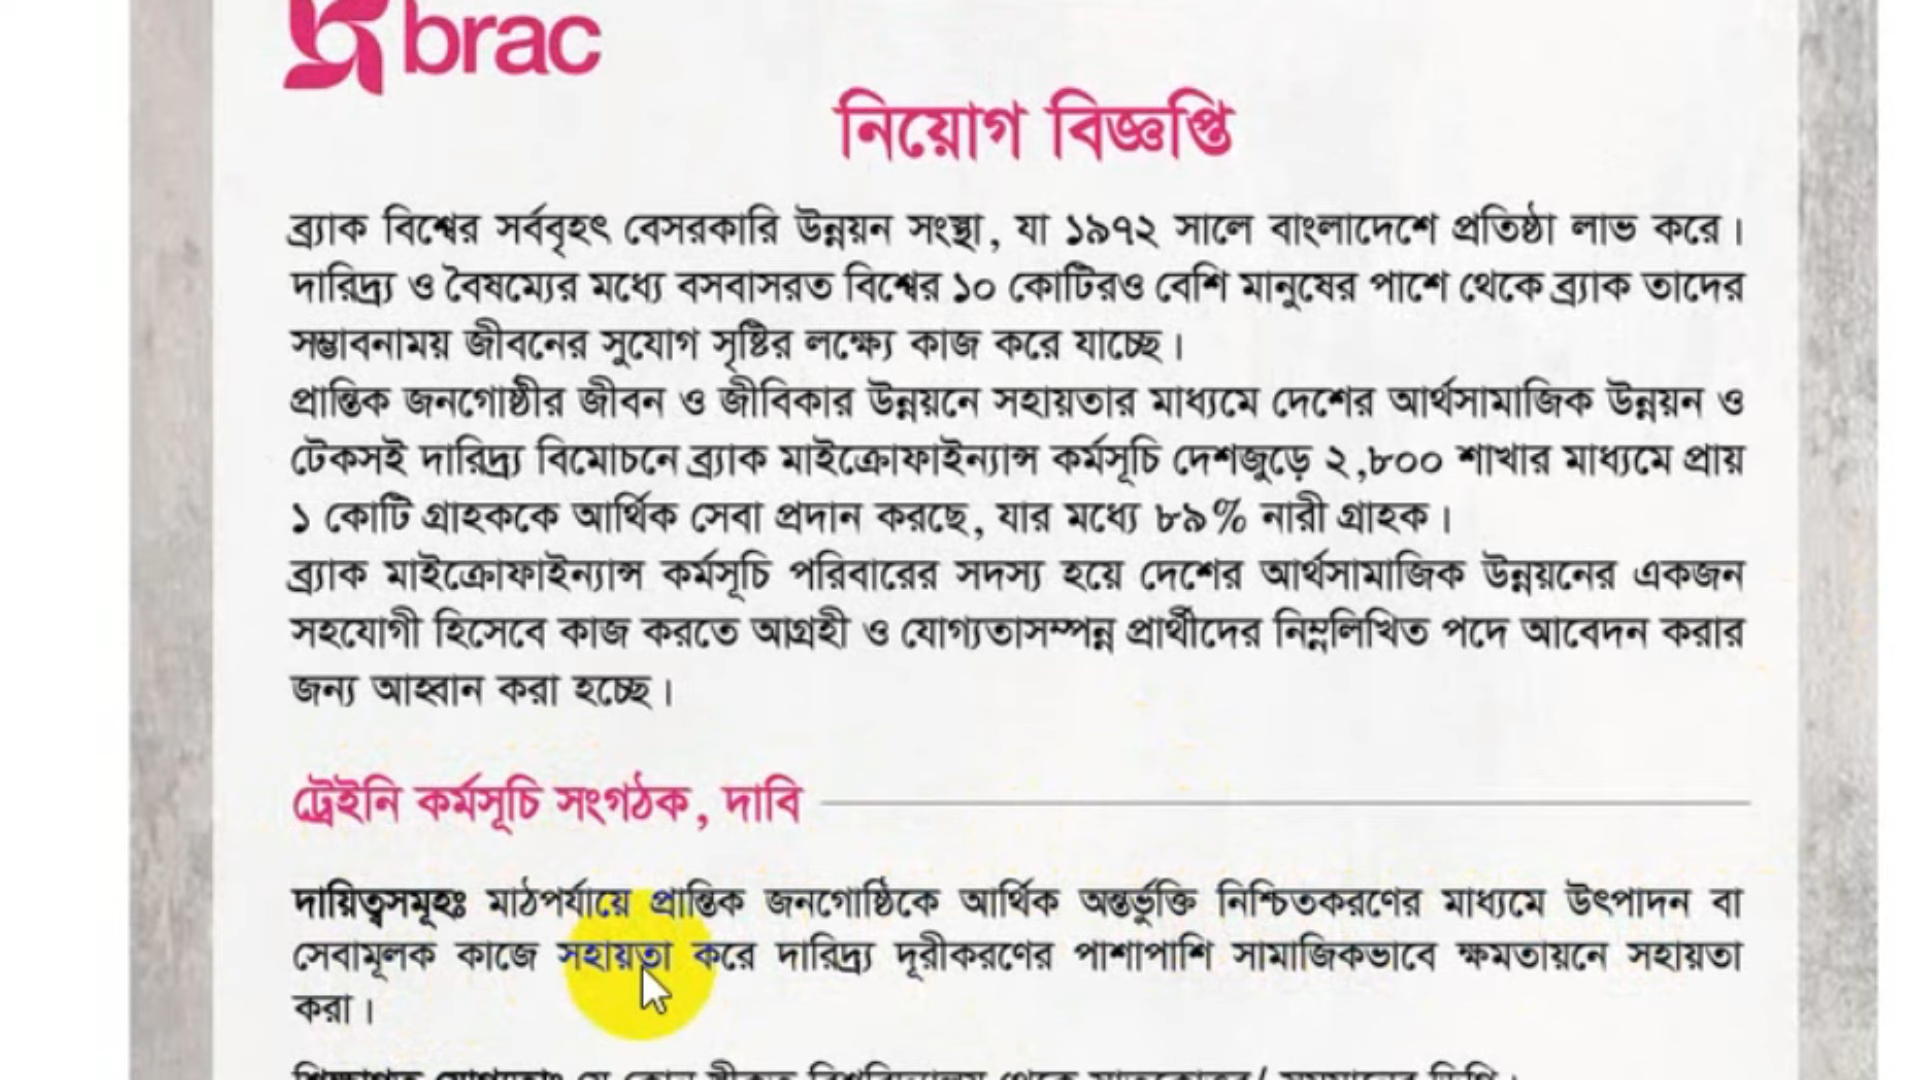 brac
নিয়োগ বিজ্ঞপ্তি
ব্র্যাক বিশ্বের সর্ববৃহৎ বেসরকারি উন্নয়ন সংস্থা, যা ১৯৭২ সালে বাংলাদেশে প্রতিষ্ঠা লাভ করে।
দারিদ্র্য ও বৈষম্যের মধ্যে বসবাসরত বিশ্বের ১০ কোটিরও বেশি মানুষের পাশে থেকে ব্র্যাক তাদের
সম্ভাবনাময় জীবনের সুযোগ সৃষ্টির লক্ষ্যে কাজ করে যাচ্ছে।
প্রান্তিক জনগোষ্ঠীর জীবন ও জীবিকার উন্নয়নে সহায়তার মাধ্যমে দেশের আর্থসামাজিক উন্নয়ন ও
টেকসই দারিদ্র্য বিমোচনে ব্র্যাক মাইক্রোফাইন্যান্স কর্মসূচি দেশজুড়ে ২,৮০০ শাখার মাধ্যমে প্রায়
১ কোটি গ্রাহককে আর্থিক সেবা প্রদান করছে, যার মধ্যে ৮৯% নারী গ্রাহক।
ব্র্যাক মাইক্রোফাইন্যান্স কর্মসূচি পরিবারের সদস্য হয়ে দেশের আর্থসামাজিক উন্নয়নের একজন
সহযোগী হিসেবে কাজ করতে আগ্রহী ও যোগ্যতাসম্পন্ন প্রার্থীদের নিম্নলিখিত পদে আবেদন করার
জন্য আহ্বান করা হচ্ছে।
ট্রেইনি কর্মসূচি সংগঠক, দাবি
দায়িত্বসমূহঃ মাঠপর্যায়ে প্রান্তিক জনগোষ্ঠিকে আর্থিক অন্তর্ভুক্তি নিশ্চিতকরণের মাধ্যমে উৎপাদন বা
সেবামূলক কাজে সহায়তা করে দারিদ্র্য দূরীকরণের পাশাপাশি সামাজিকভাবে ক্ষমতায়নে সহায়তা
করা।